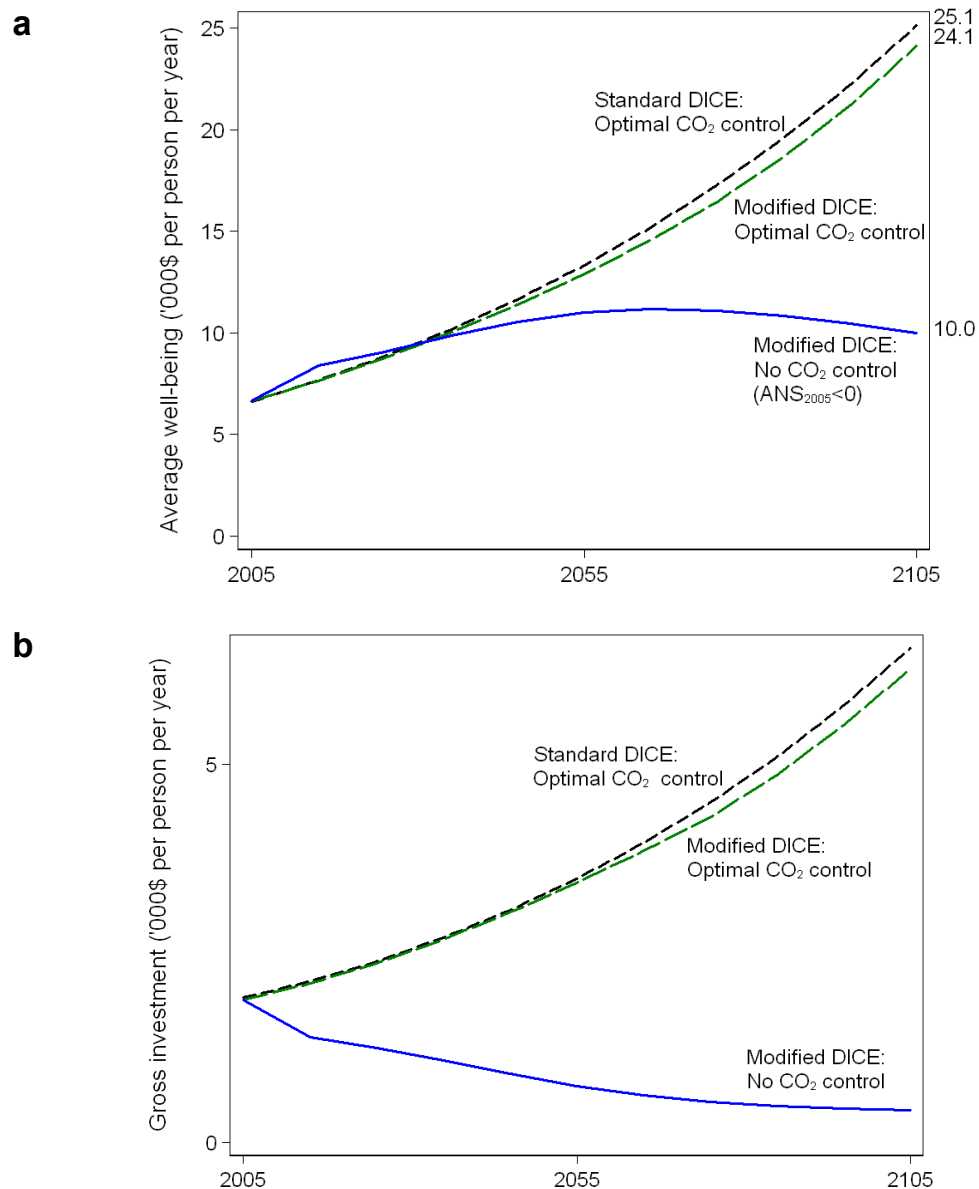 a
Average well-being ('000$ per person per year)
25
20
15
10
5
0
25.1
24.1
10.0
Standard DICE:
Optimal CO₂ control
Modified DICE:
Optimal CO₂ control
Modified DICE:
No CO₂ control
(ANS₂₀₀₅<0)
2005
2055
2105
b
Gross investment ('000$ per person per year)
5
0
Standard DICE:
Optimal CO₂ control
Modified DICE:
Optimal CO₂ control
Modified DICE:
No CO₂ control
2005
2055
2105